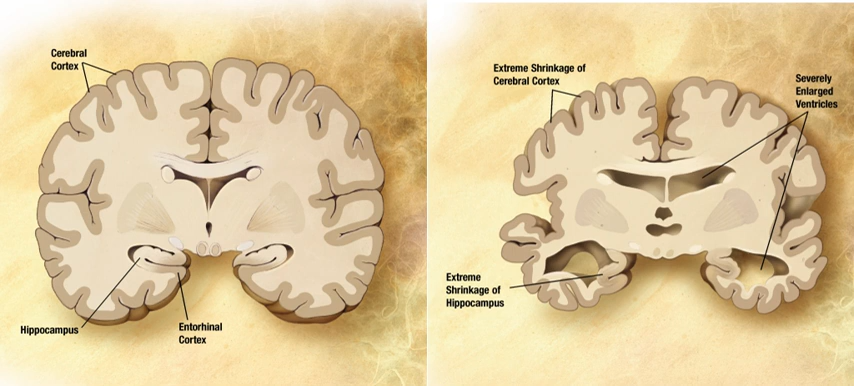 Cerebral
Cortex
Hippocampus
Entorhinal
Cortex
Extreme Shrinkage of
Cerebral Cortex
Severely
Enlarged
Ventricles
Extreme
Shrinkage of
Hippocampus